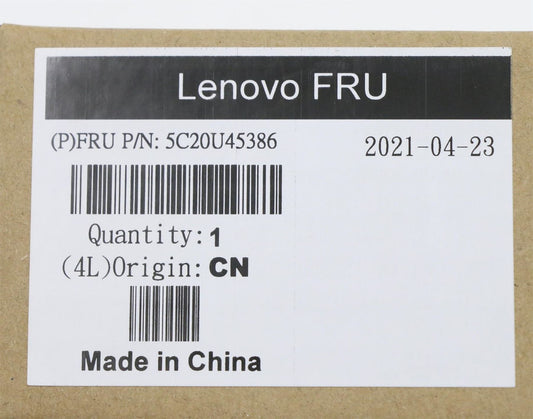 Lenovo FRU
(P)FRU P/N: 5C20U45386
2021-04-23
Quantity: 1
(4L)Origin: CN
Made in China